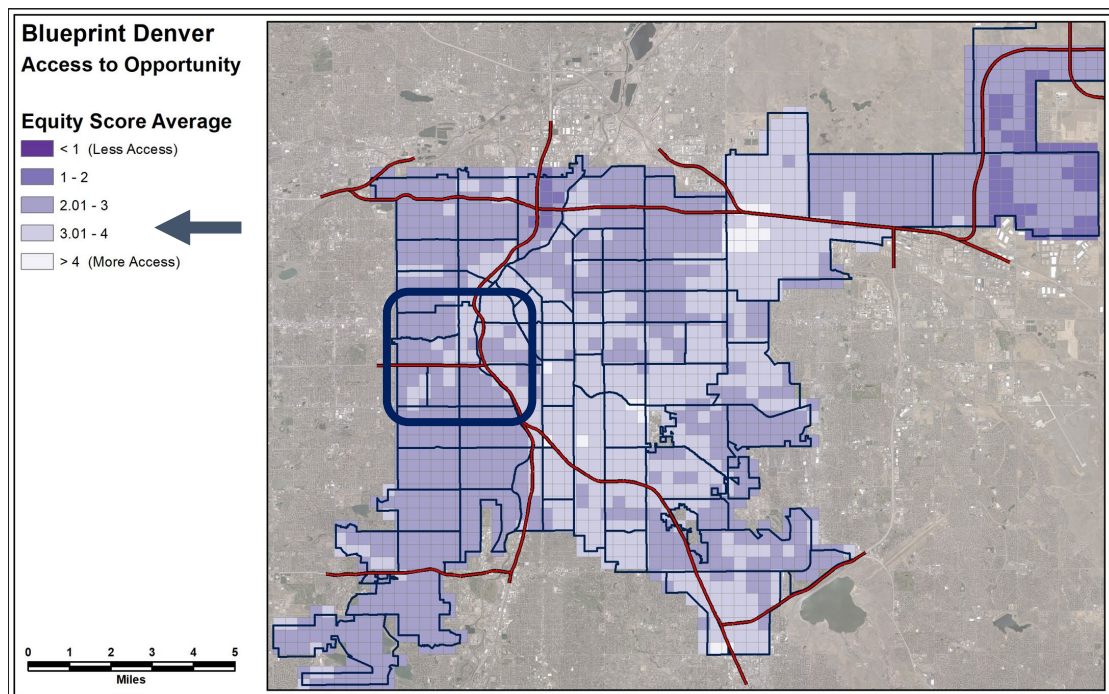 Blueprint Denver
Access to Opportunity
Equity Score Average
< 1 (Less Access)
1 - 2
2.01 - 3
3.01 - 4
> 4 (More Access)
0 1 2 3 4 5
Miles